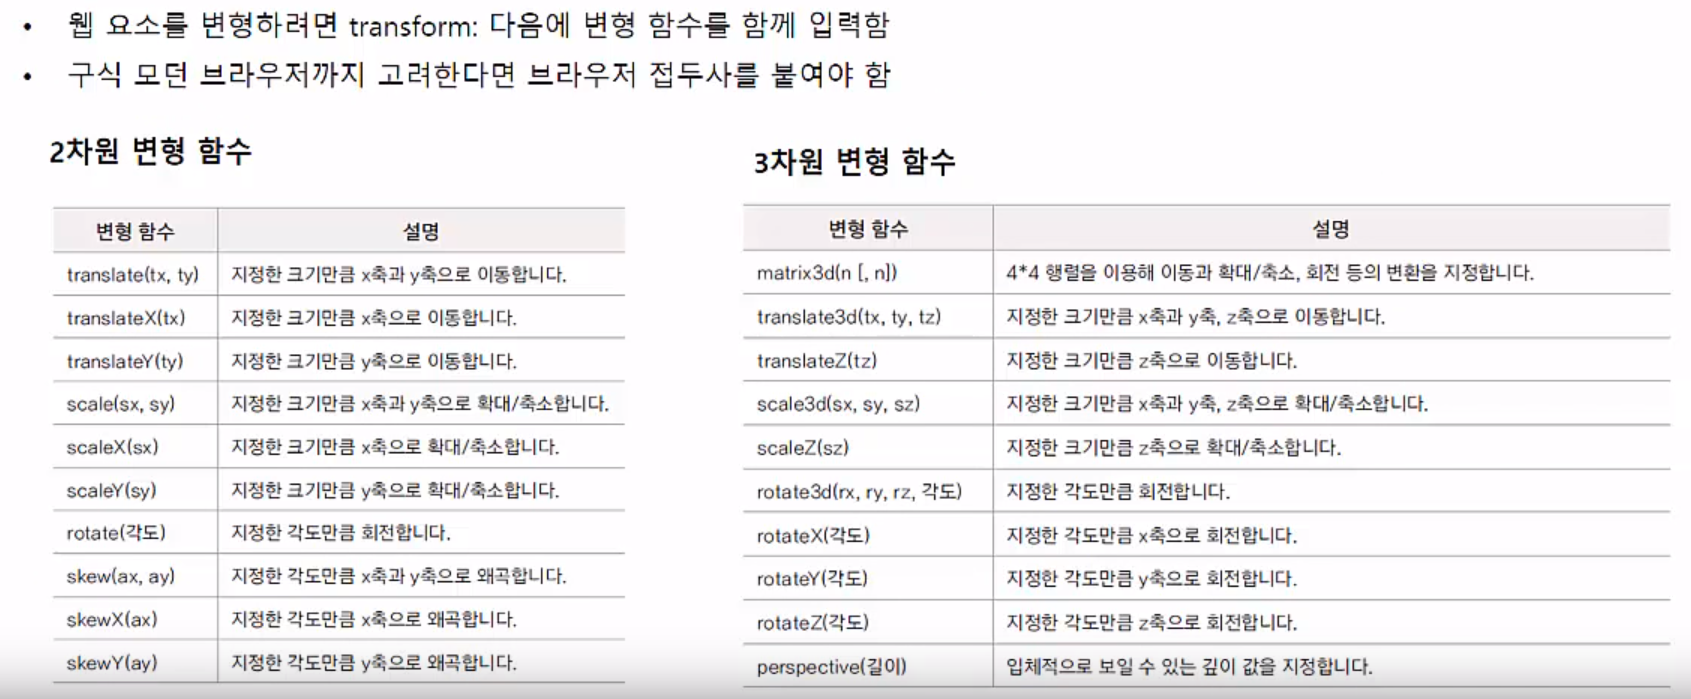 • 웹 요소를 변형하려면 transform: 다음에 변형 함수를 함께 입력함
• 구식 모던 브라우저까지 고려한다면 브라우저 접두사를 붙여야 함
2차원 변형 함수
변형 함수 설명
translate(tx, ty) 지정한 크기만큼 x축과 y축으로 이동합니다.
translateX(tx) 지정한 크기만큼 x축으로 이동합니다.
translateY(ty) 지정한 크기만큼 y축으로 이동합니다.
scale(sx, sy) 지정한 크기만큼 x축과 y축으로 확대/축소합니다.
scaleX(sx) 지정한 크기만큼 x축으로 확대/축소합니다.
scaleY(sy) 지정한 크기만큼 y축으로 확대/축소합니다.
rotate(각도) 지정한 각도만큼 회전합니다.
skew(ax, ay) 지정한 각도만큼 x축과 y축으로 왜곡합니다.
skewX(ax) 지정한 각도만큼 x축으로 왜곡합니다.
skewY(ay) 지정한 각도만큼 y축으로 왜곡합니다.
3차원 변형 함수
변형 함수 설명
matrix3d(n [, n]) 4*4 행렬을 이용해 이동과 확대/축소, 회전 등의 변환을 지정합니다.
translate3d(tx, ty, tz) 지정한 크기만큼 x축과 y축, z축으로 이동합니다.
translateZ(tz) 지정한 크기만큼 z축으로 이동합니다.
scale3d(sx, sy, sz) 지정한 크기만큼 x축과 y축, z축으로 확대/축소합니다.
scaleZ(sz) 지정한 크기만큼 z축으로 확대/축소합니다.
rotate3d(rx, ry, rz, 각도) 지정한 각도만큼 회전합니다.
rotateX(각도) 지정한 각도만큼 x축으로 회전합니다.
rotateY(각도) 지정한 각도만큼 y축으로 회전합니다.
rotateZ(각도) 지정한 각도만큼 z축으로 회전합니다.
perspective(길이) 입체적으로 보일 수 있는 깊이 값을 지정합니다.